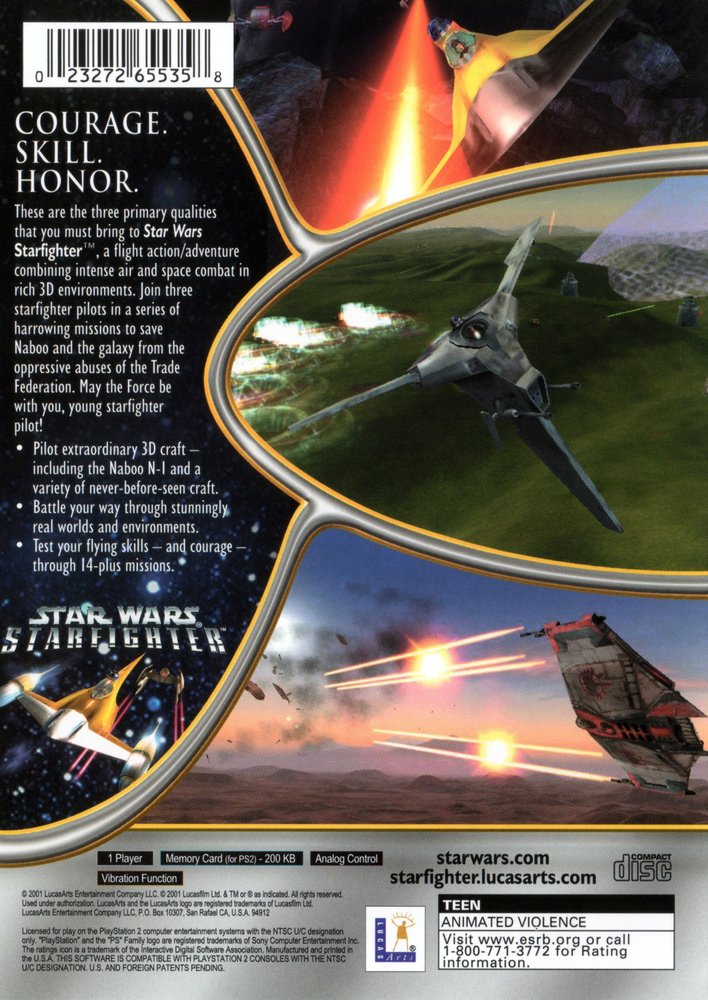 0 23272 65535 8
COURAGE.
SKILL.
HONOR.
These are the three primary qualities
that you must bring to Star Wars
Starfighter™, a flight action/adventure
combining intense air and space combat in
rich 3D environments. Join three
starfighter pilots in a series of
harrowing missions to save
Naboo and the galaxy from the
oppressive abuses of the Trade
Federation. May the Force be
with you, young starfighter
pilot!
• Pilot extraordinary 3D craft –
including the Naboo N-1 and a
variety of never-before-seen craft.
• Battle your way through stunningly
real worlds and environments.
• Test your flying skills – and courage –
through 14-plus missions.
STAR WARS®
STARFIGHTER™
1 Player
Memory Card (for PS2) - 200 KB
Analog Control
Vibration Function
starwars.com
starfighter.lucasarts.com
COMPACT
disc
© 2001 LucasArts Entertainment Company LLC. © 2001 Lucasfilm Ltd. & TM or ® as indicated. All rights reserved.
Used under authorization. LucasArts and the LucasArts logo are registered trademarks of Lucasfilm Ltd.
LucasArts Entertainment Company LLC, P.O. Box 10307, San Rafael CA, U.S.A. 94912
Licensed for play on the PlayStation 2 computer entertainment systems with the NTSC U/C designation
only. "PlayStation" and the "PS" Family logo are registered trademarks of Sony Computer Entertainment Inc.
The ratings icon is a trademark of the Interactive Digital Software Association. Manufactured and printed in
the U.S.A. THIS SOFTWARE IS COMPATIBLE WITH PLAYSTATION 2 CONSOLES WITH THE NTSC
U/C DESIGNATION. U.S. AND FOREIGN PATENTS PENDING.
LUCAS
Arts
TEEN
ANIMATED VIOLENCE
Visit www.esrb.org or call
1-800-771-3772 for Rating
Information.